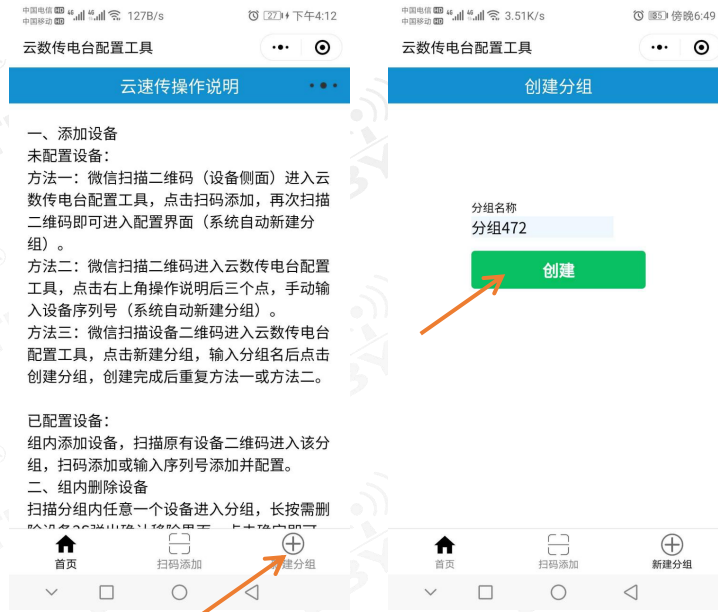 中国电信 HD 4G 4G 127B/s 27 下午4:12
中国移动 HD
云数传电台配置工具
云速传操作说明
一、添加设备
未配置设备：
方法一：微信扫描二维码（设备侧面）进入云
数传电台配置工具，点击扫码添加，再次扫描
二维码即可进入配置界面（系统自动新建分
组）。
方法二：微信扫描二维码进入云数传电台配置
工具，点击右上角操作说明后三个点，手动输
入设备序列号（系统自动新建分组）。
方法三：微信扫描设备二维码进入云数传电台
配置工具，点击新建分组，输入分组名后点击
创建分组，创建完成后重复方法一或方法二。
已配置设备：
组内添加设备，扫描原有设备二维码进入该分
组，扫码添加或输入序列号添加并配置。
二、组内删除设备
扫描分组内任意一个设备进入分组，长按需删
首页
扫码添加
新建分组
中国电信 HD 4G 4G 3.51K/s 35 傍晚6:49
中国移动 HD
云数传电台配置工具
创建分组
分组名称
分组472
创建
首页
扫码添加
新建分组